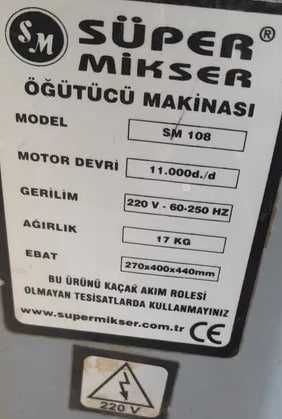 SM
SÜPER ®
MİKSER
ÖĞÜTÜCÜ MAKİNASI
MODEL SM 108
MOTOR DEVRİ 11.000d./d
GERİLİM 220 V - 60-250 HZ
AĞIRLIK 17 KG
EBAT 270x400x440mm
BU ÜRÜNÜ KAÇAK AKIM ROLESİ
OLMAYAN TESİSATLARDA KULLANMAYINIZ
www.supermikser.com.tr CE
220 V